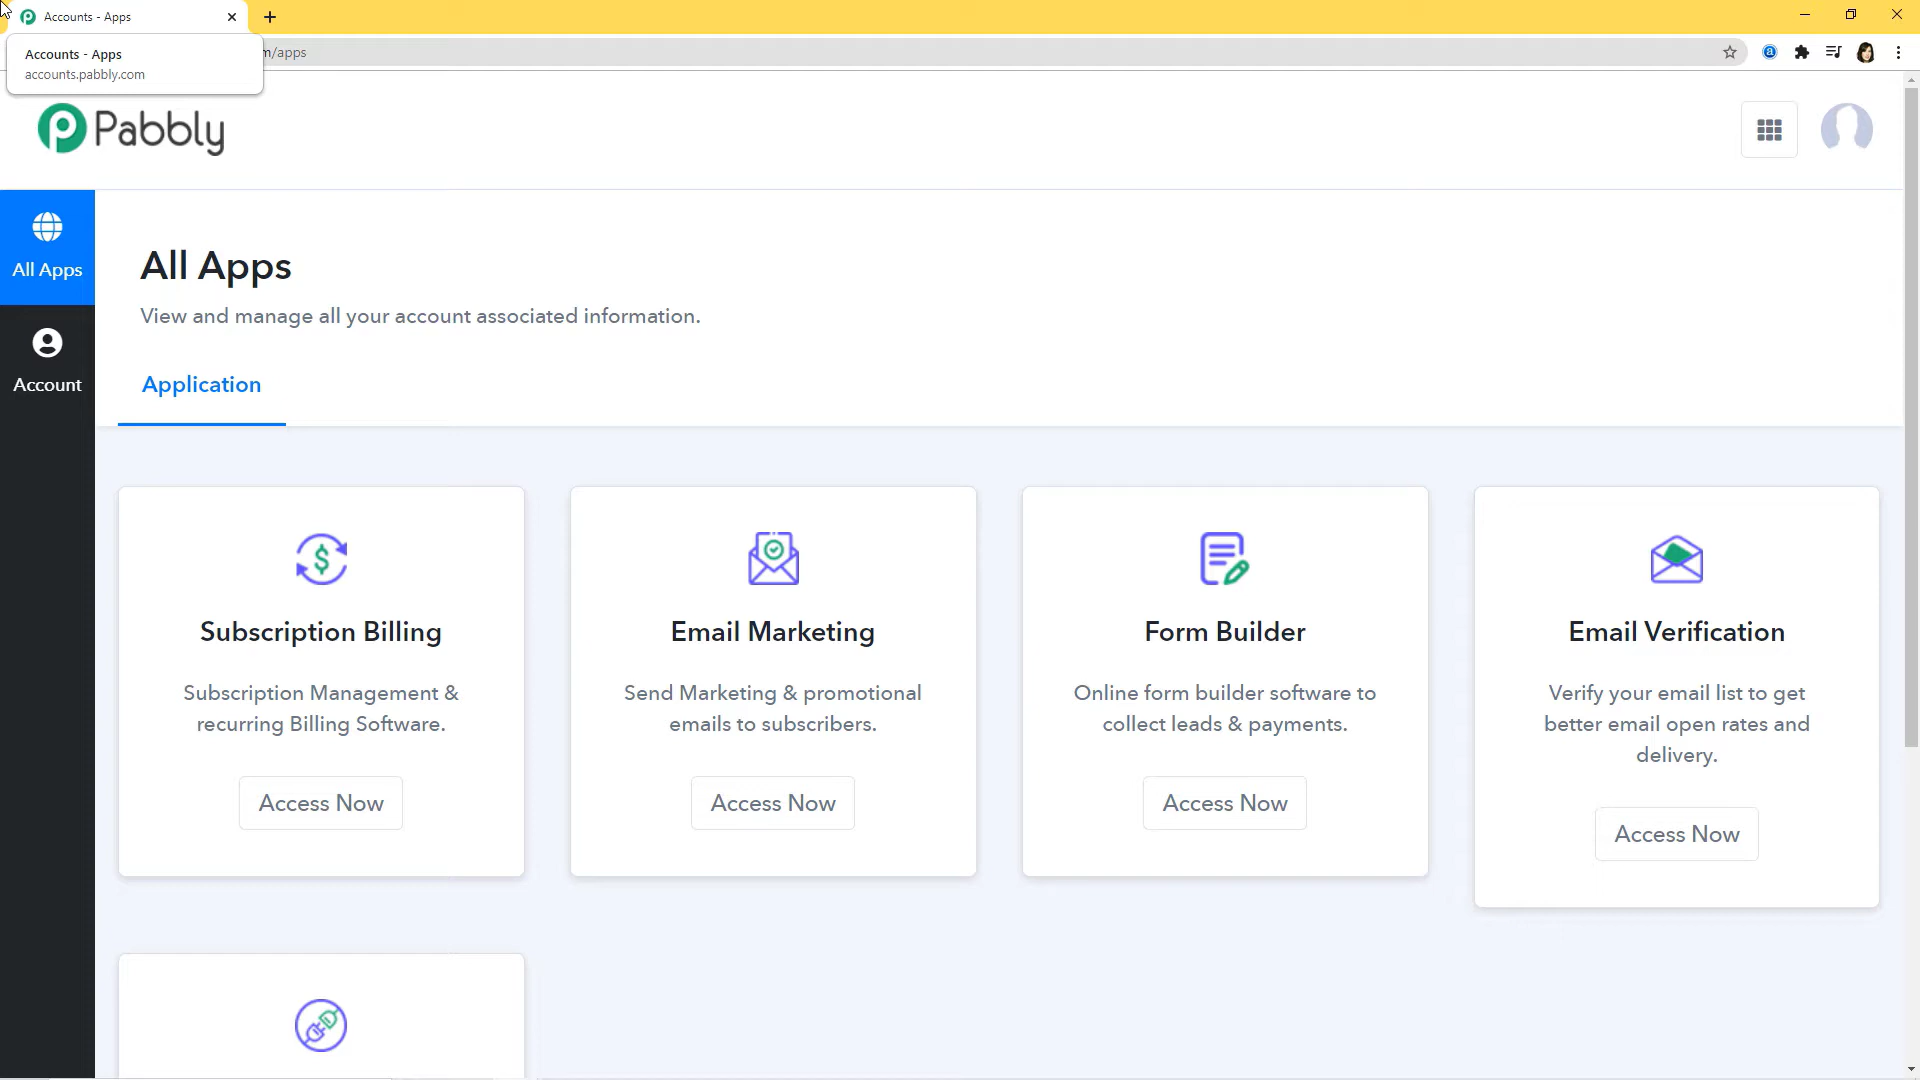 Accounts - Apps
Accounts - Apps
accounts.pabbly.com
m/apps
Pabbly
All Apps
Account
All Apps
View and manage all your account associated information.
Application
Subscription Billing
Subscription Management &
recurring Billing Software.
Access Now
Email Marketing
Send Marketing & promotional
emails to subscribers.
Access Now
Form Builder
Online form builder software to
collect leads & payments.
Access Now
Email Verification
Verify your email list to get
better email open rates and
delivery.
Access Now